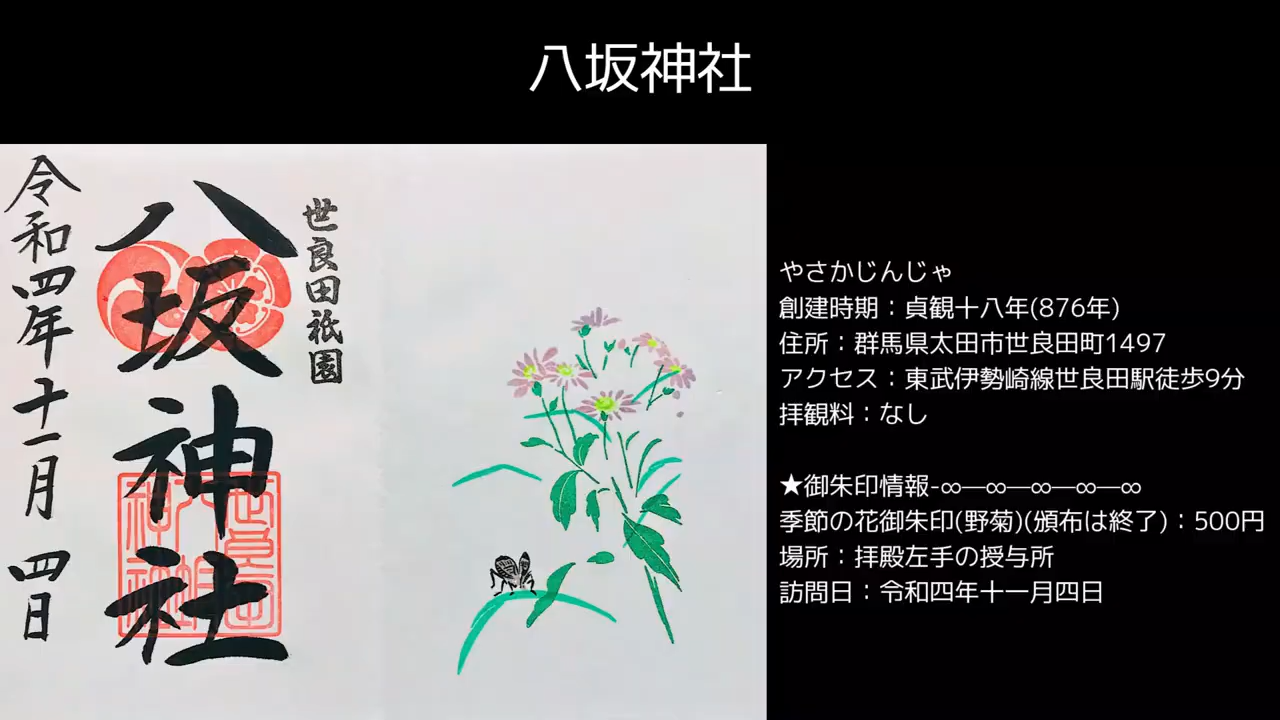 八坂神社
世良田祇園
八坂神社
令和四年十一月四日
やさかじんじゃ
創建時期：貞観十八年(876年)
住所：群馬県太田市世良田町1497
アクセス：東武伊勢崎線世良田駅徒歩9分
拝観料：なし
★御朱印情報-∞—∞—∞—∞—∞
季節の花御朱印(野菊)(頒布は終了)：500円
場所：拝殿左手の授与所
訪問日：令和四年十一月四日